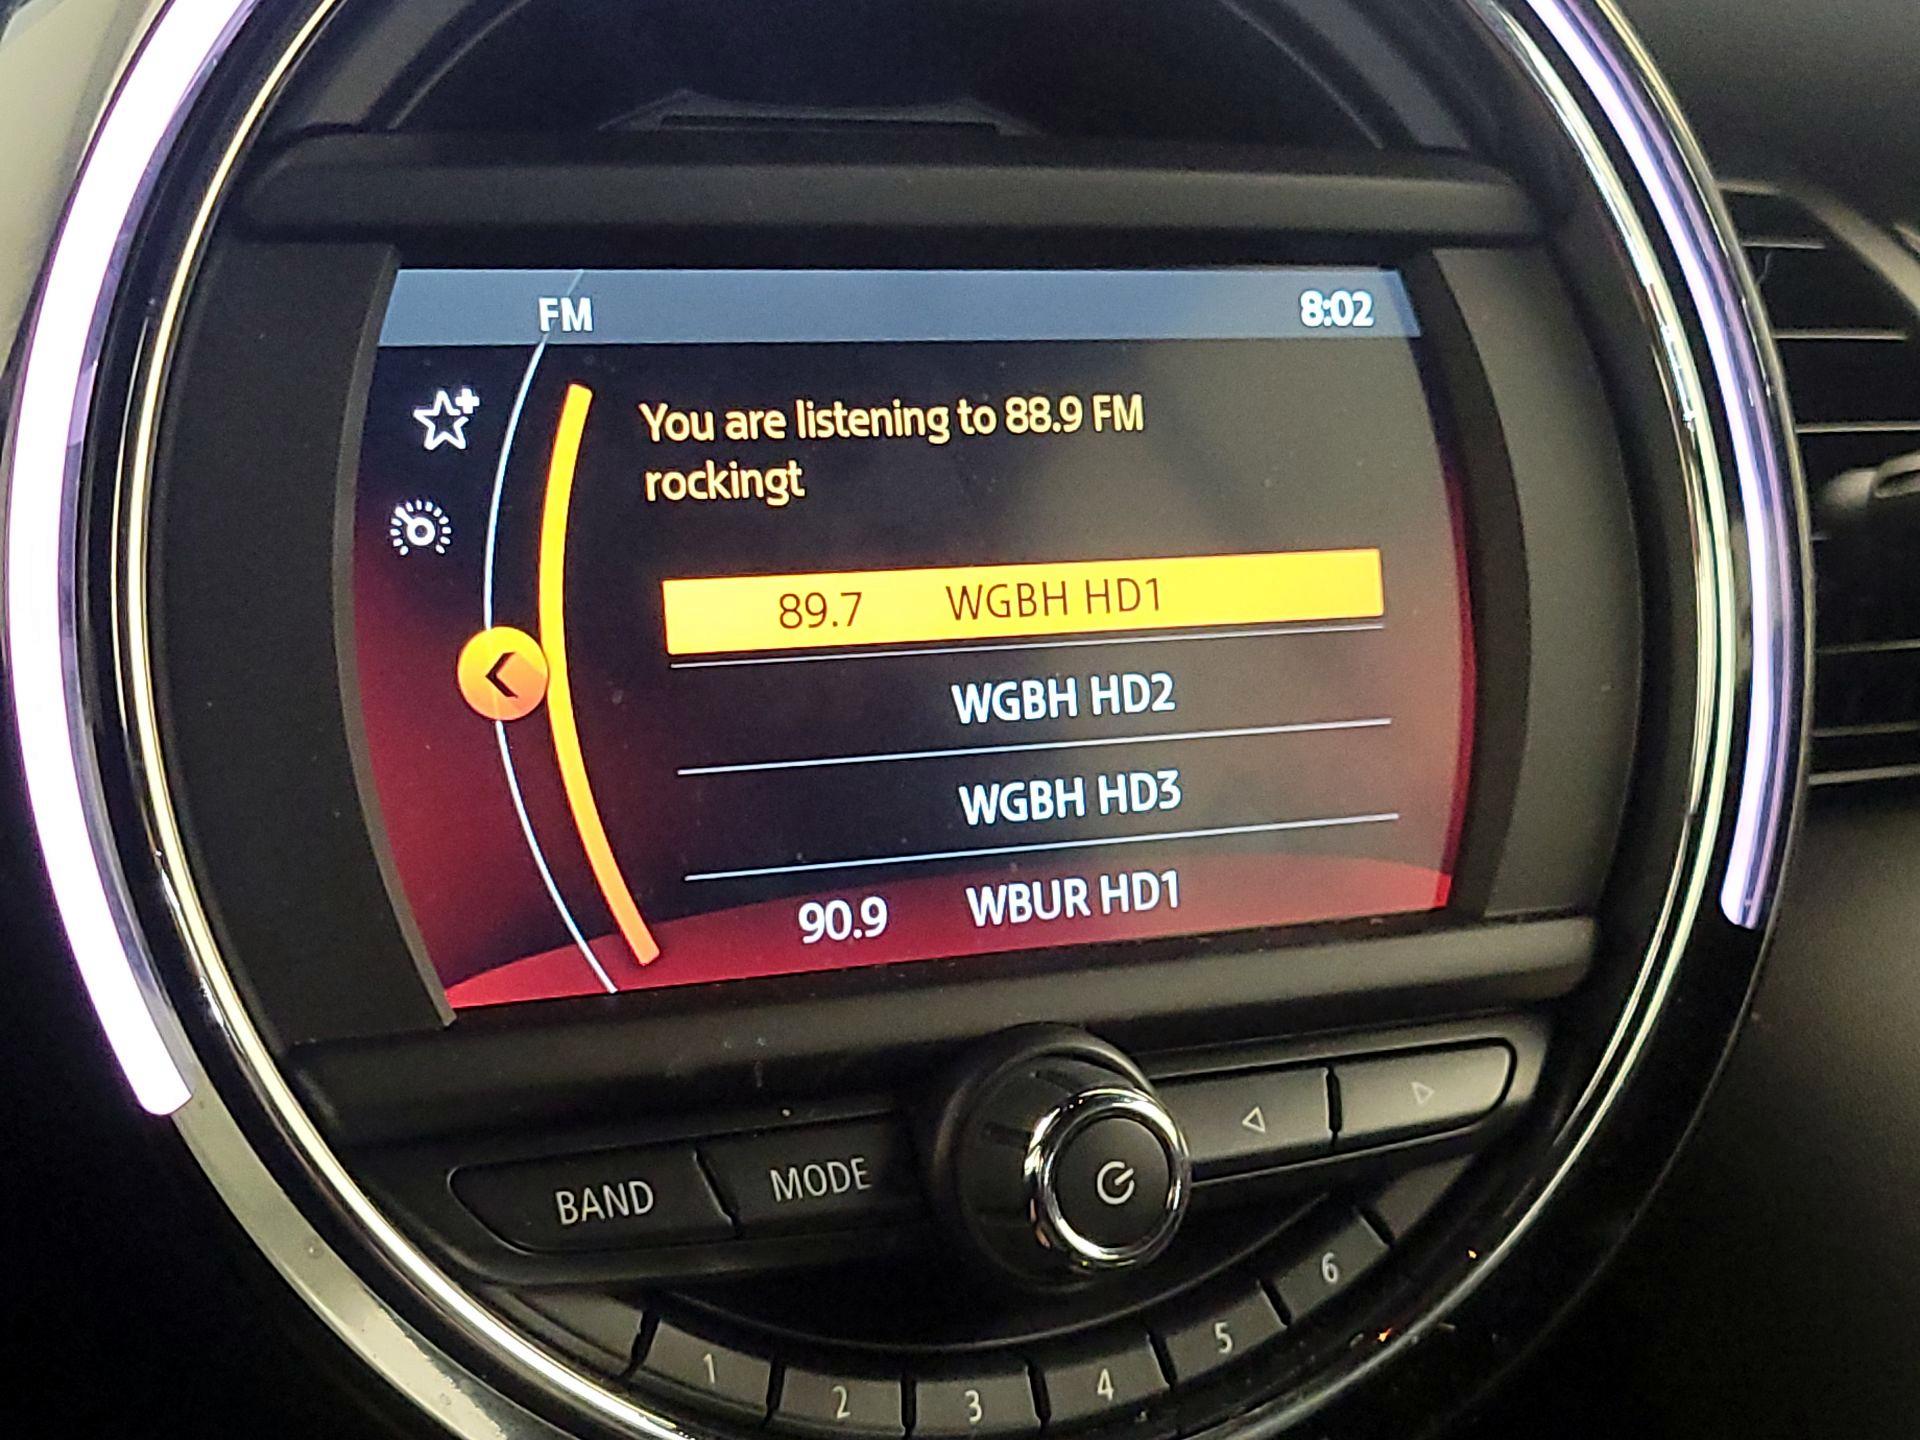 FM 8:02
You are listening to 88.9 FM
rockingt
89.7 WGBH HD1
WGBH HD2
WGBH HD3
90.9 WBUR HD1
BAND MODE
1 2 3 4 5 6